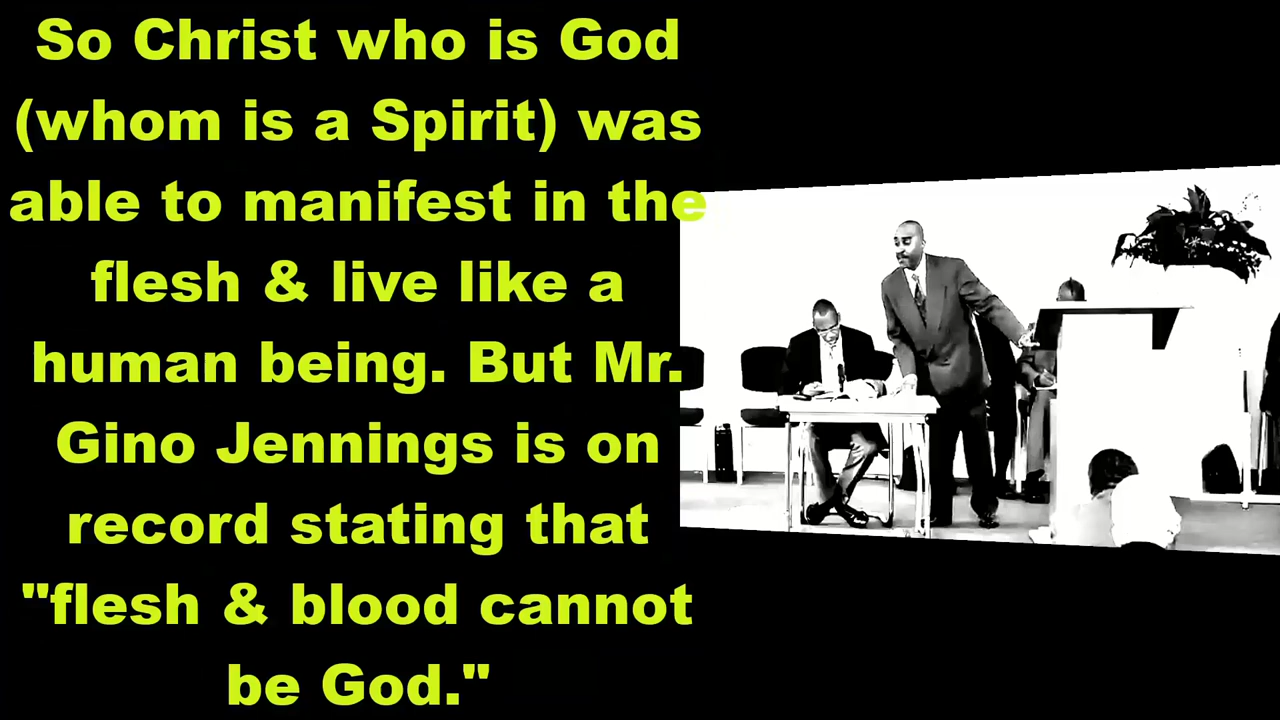 So Christ who is God
(whom is a Spirit) was
able to manifest in the
flesh & live like a
human being. But Mr.
Gino Jennings is on
record stating that
"flesh & blood cannot
be God."